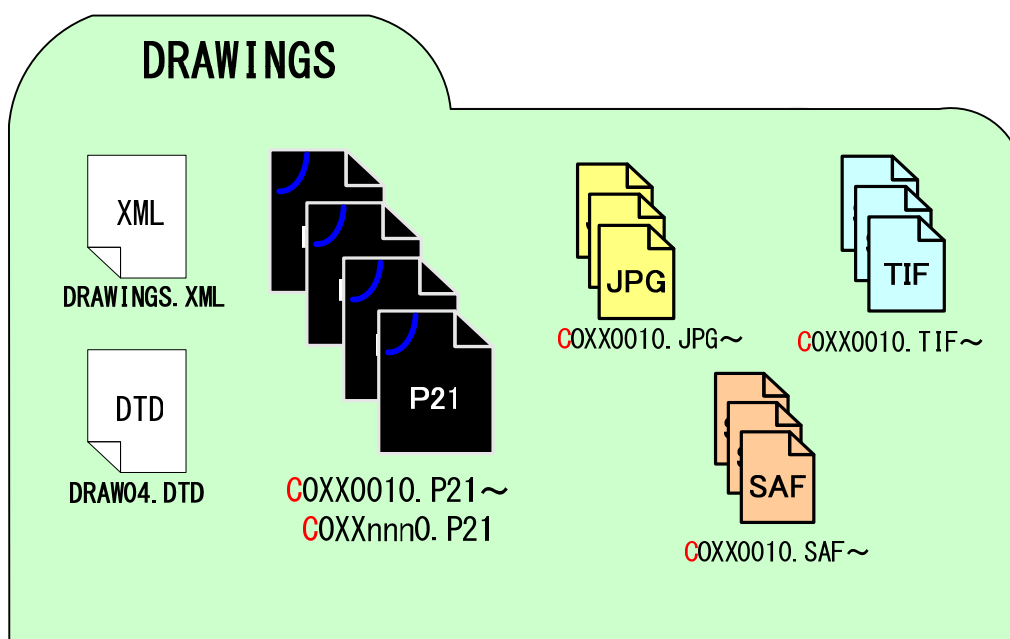 DRAWINGS
XML
DRAWINGS.XML
DTD
DRAW04.DTD
P21
C0XX0010.P21～
C0XXnnn0.P21
JPG
C0XX0010.JPG～
TIF
C0XX0010.TIF～
SAF
C0XX0010.SAF～